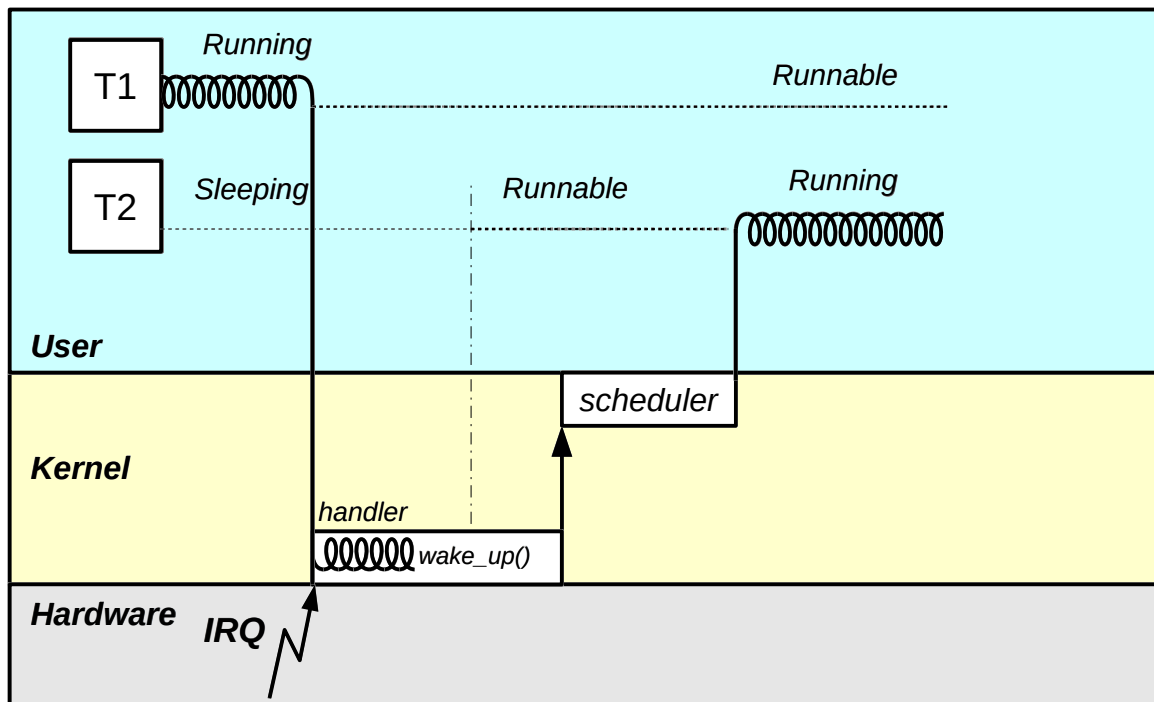 Running
T1
Runnable
T2
Sleeping
Runnable
Running
User
scheduler
Kernel
handler
wake_up()
Hardware
IRQ